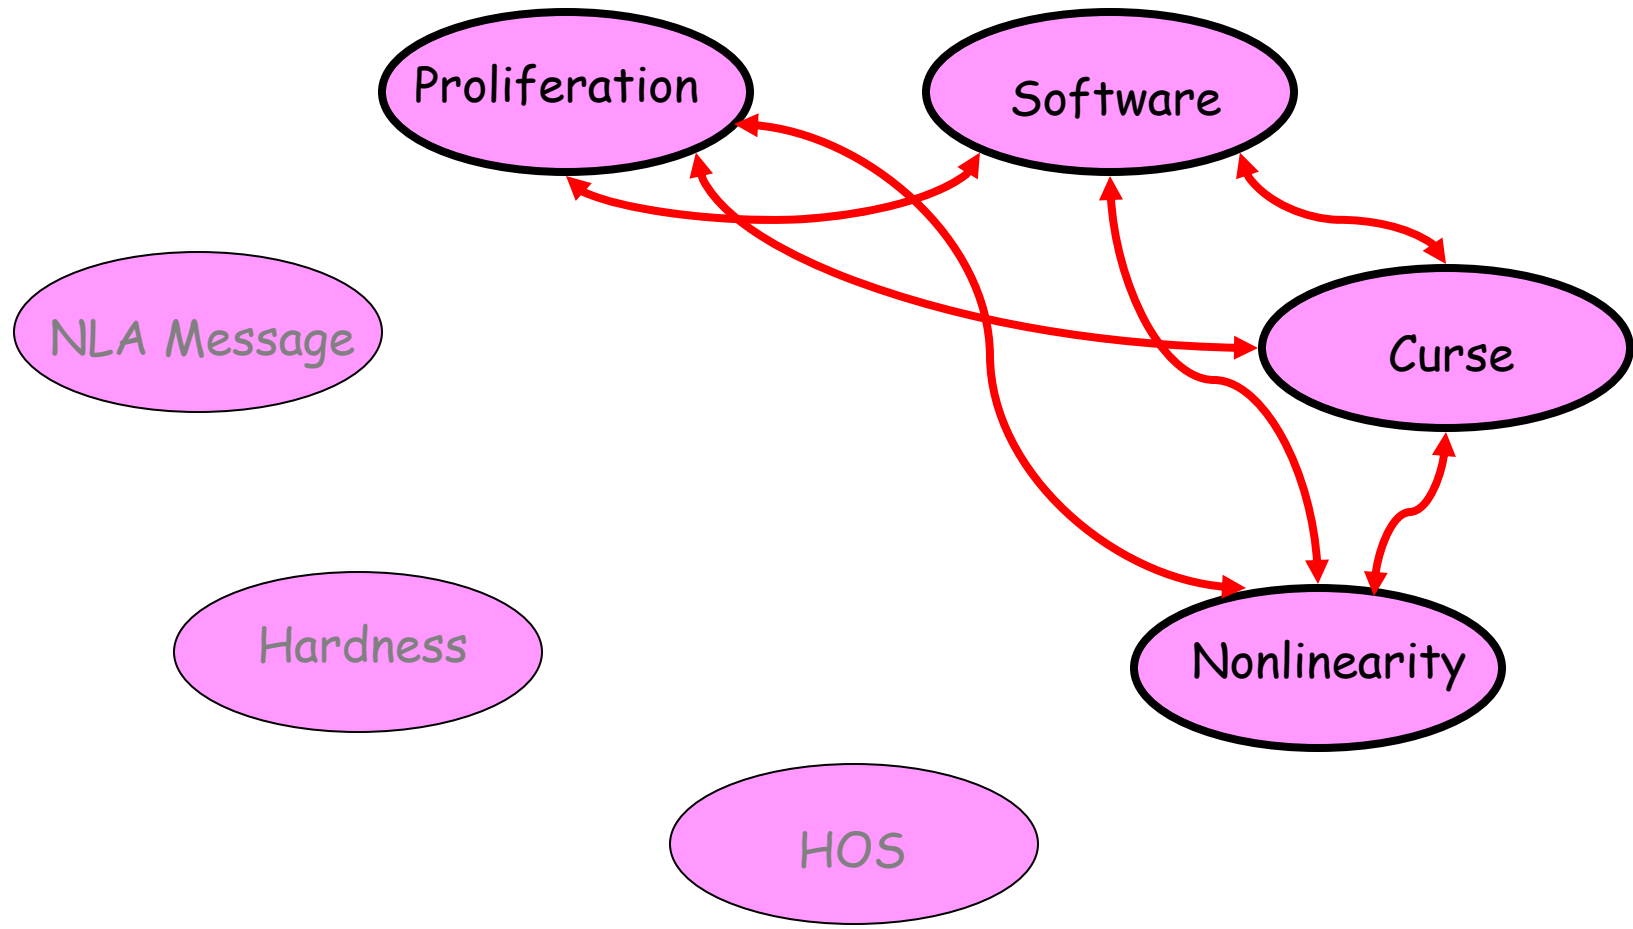 Proliferation
Software
NLA Message
Curse
Hardness
Nonlinearity
HOS